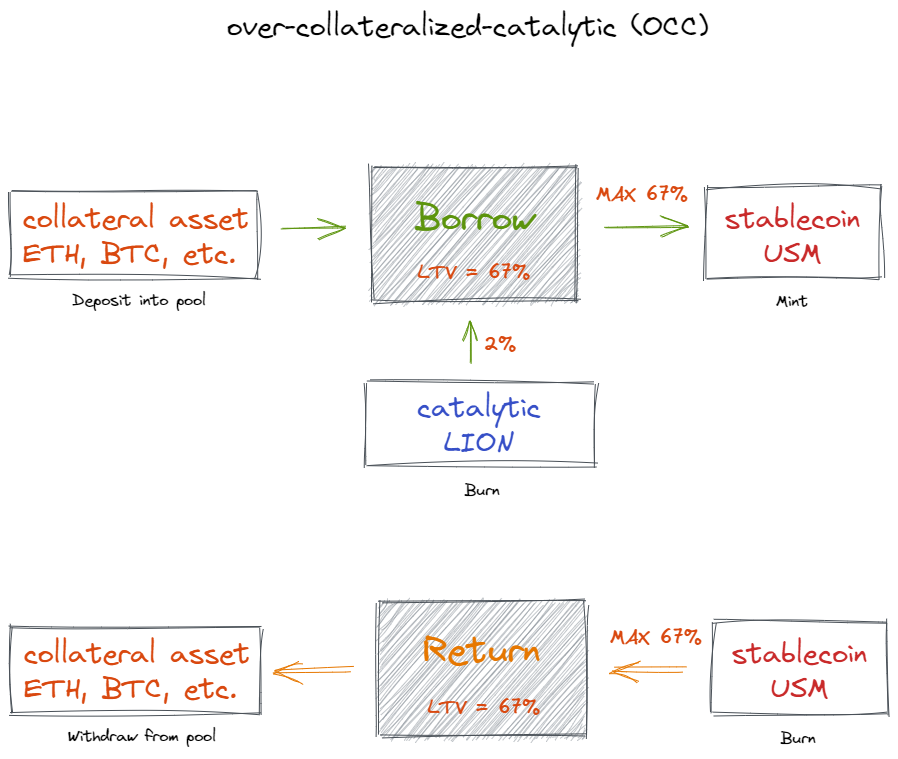 over-collateralized-catalytic (OCC)
collateral asset
ETH, BTC, etc.
Deposit into pool
Borrow
LTV = 67%
MAX 67%
stablecoin
USM
Mint
2%
catalytic
LION
Burn
collateral asset
ETH, BTC, etc.
Withdraw from pool
Return
LTV = 67%
MAX 67%
stablecoin
USM
Burn